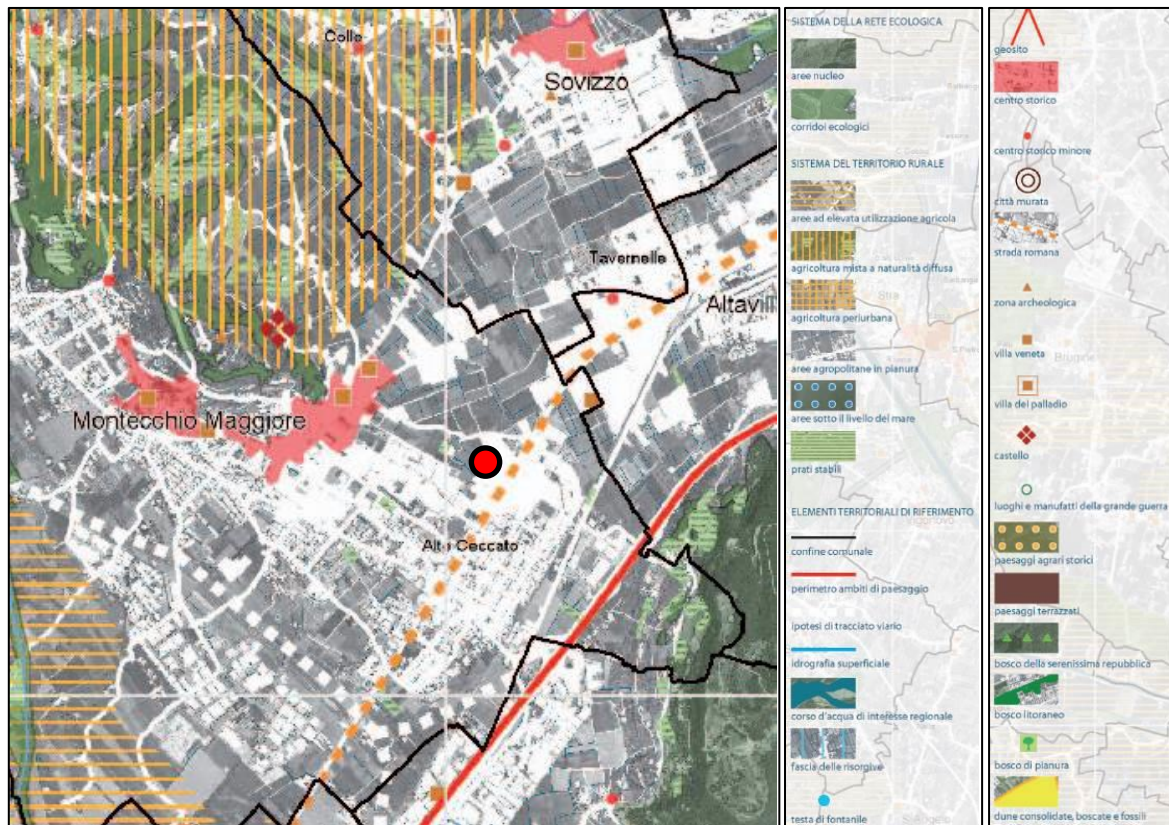 Colle
Sovizzo
Tavernelle
Altavill
Montecchio Maggiore
Alte Ceccato
SISTEMA DELLA RETE ECOLOGICA
aree nucleo
corridoi ecologici
SISTEMA DEL TERRITORIO RURALE
aree ad elevata utilizzazione agricola
agricoltura mista a naturalità diffusa
agricoltura periurbana
aree agropolitane in pianura
aree sotto il livello del mare
prati stabili
ELEMENTI TERRITORIALI DI RIFERIMENTO
confine comunale
perimetro ambiti di paesaggio
ipotesi di tracciato viario
idrografia superficiale
corso d'acqua di interesse regionale
fascia delle risorgive
testa di fontanile
geosito
centro storico
centro storico minore
città murata
strada romana
zona archeologica
villa veneta
villa del palladio
castello
luoghi e manufatti della grande guerra
paesaggi agrari storici
paesaggi terrazzati
bosco della serenissima repubblica
bosco litoraneo
bosco di pianura
dune consolidate, boscate e fossili